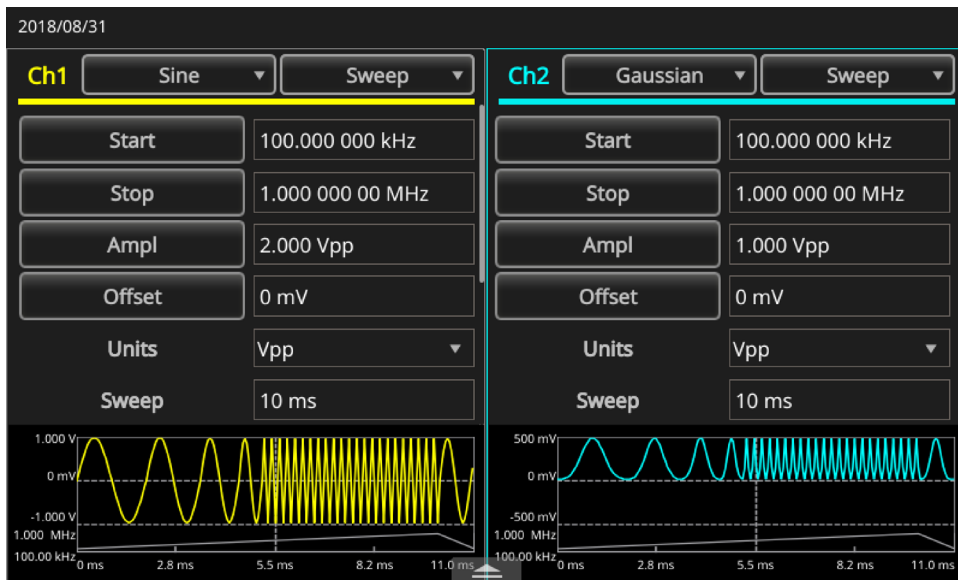 2018/08/31
Ch1 Sine Sweep
Start 100.000 000 kHz
Stop 1.000 000 00 MHz
Ampl 2.000 Vpp
Offset 0 mV
Units Vpp
Sweep 10 ms
1.000 V
0 mV
-1.000 V
1.000 MHz
100.00 kHz
0 ms 2.8 ms 5.5 ms 8.2 ms 11.0 ms
Ch2 Gaussian Sweep
Start 100.000 000 kHz
Stop 1.000 000 00 MHz
Ampl 1.000 Vpp
Offset 0 mV
Units Vpp
Sweep 10 ms
500 mV
0 mV
-500 mV
1.000 MHz
100.00 kHz
0 ms 2.8 ms 5.5 ms 8.2 ms 11.0 ms